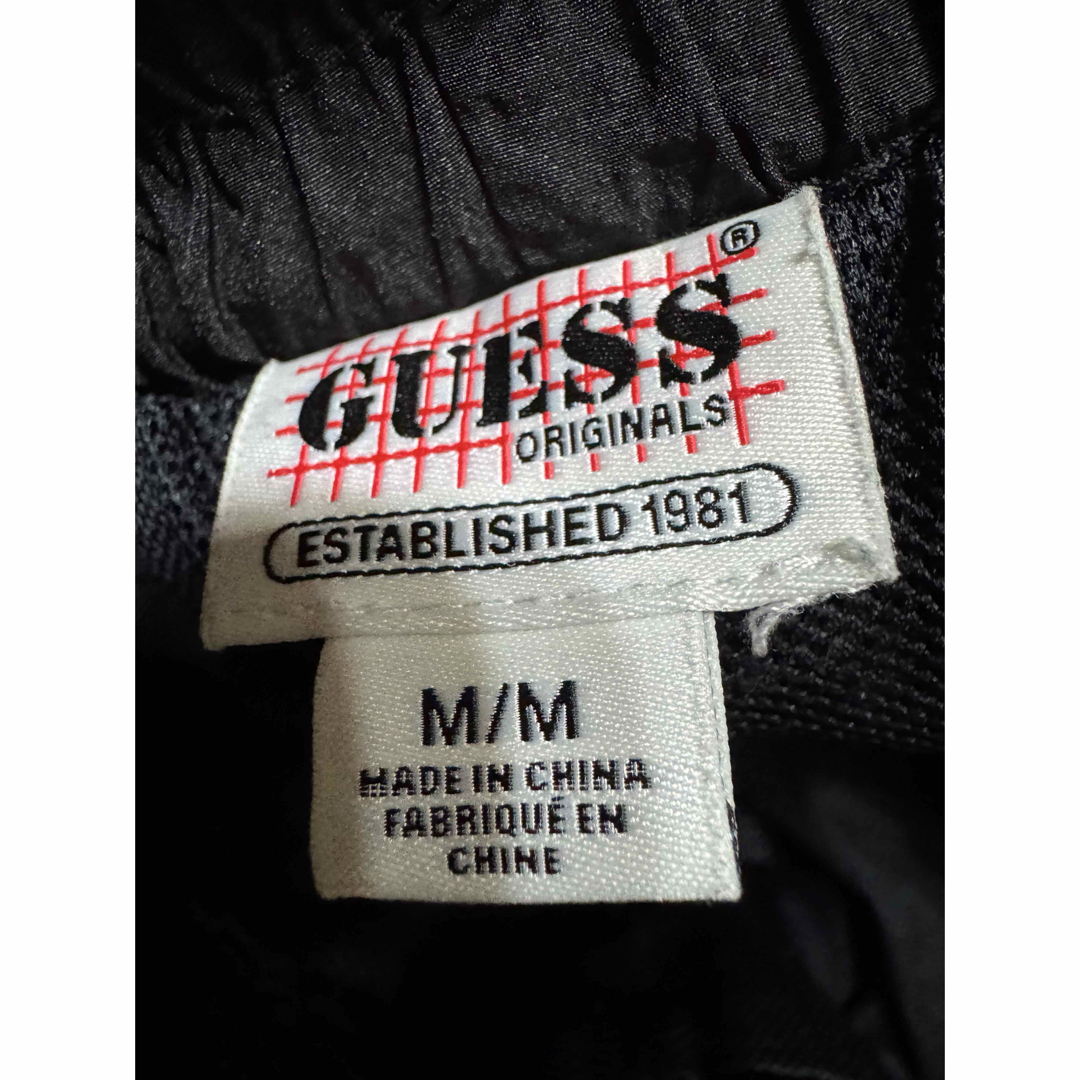 GUESS®
ORIGINALS
ESTABLISHED 1981
M/M
MADE IN CHINA
FABRIQUÉ EN
CHINE